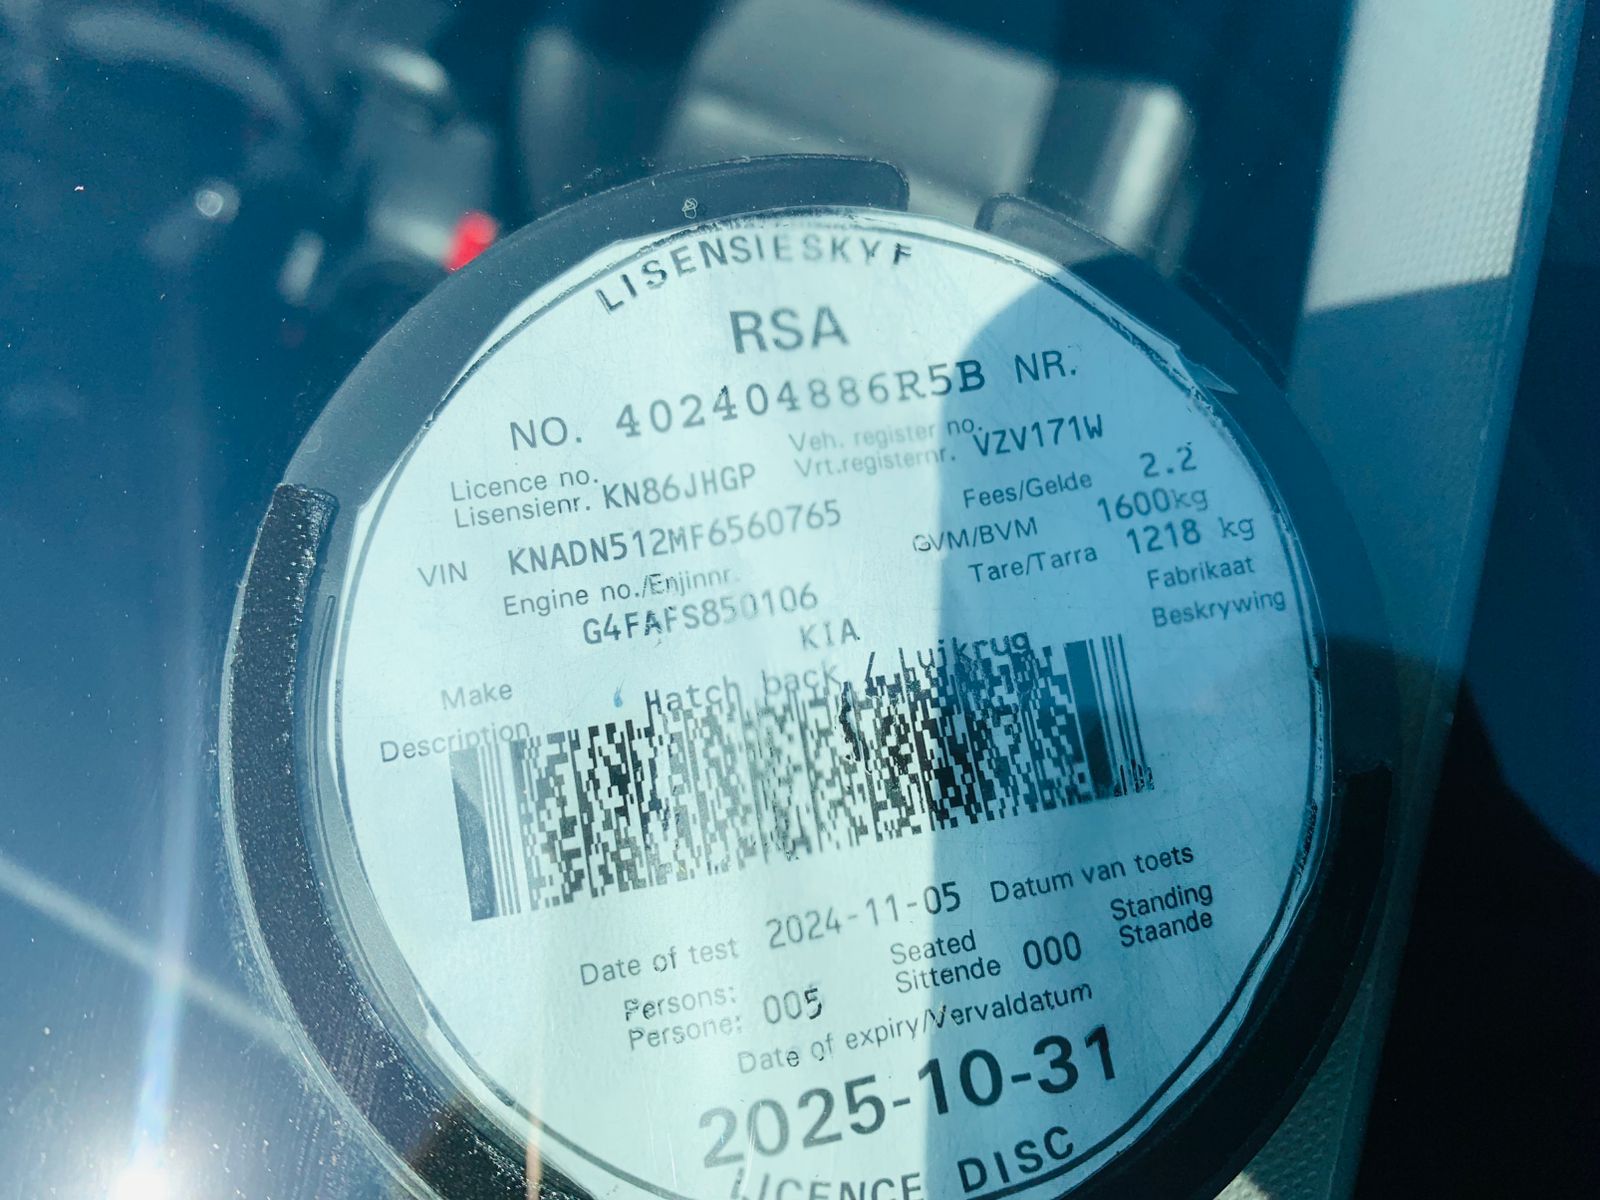 LISENSIESKYF
RSA
NO. 402404886R5B NR.
Licence no. Veh. register no.
Lisensienr. KN86JHGP Vrt.registernr. VZV171W
VIN KNADN512MF6560765 Fees/Gelde 2.2
Engine no./Enjinnr. GVM/BVM 1600kg
G4FAFS850106 Tare/Tarra 1218 kg
Make KIA Fabrikaat
Description Hatch back / Luikrug Beskrywing
Date of test 2024-11-05 Datum van toets
Persons: Seated Standing
Persone: 005 Sittende 000 Staande
Date of expiry/Vervaldatum
2025-10-31
LICENCE DISC